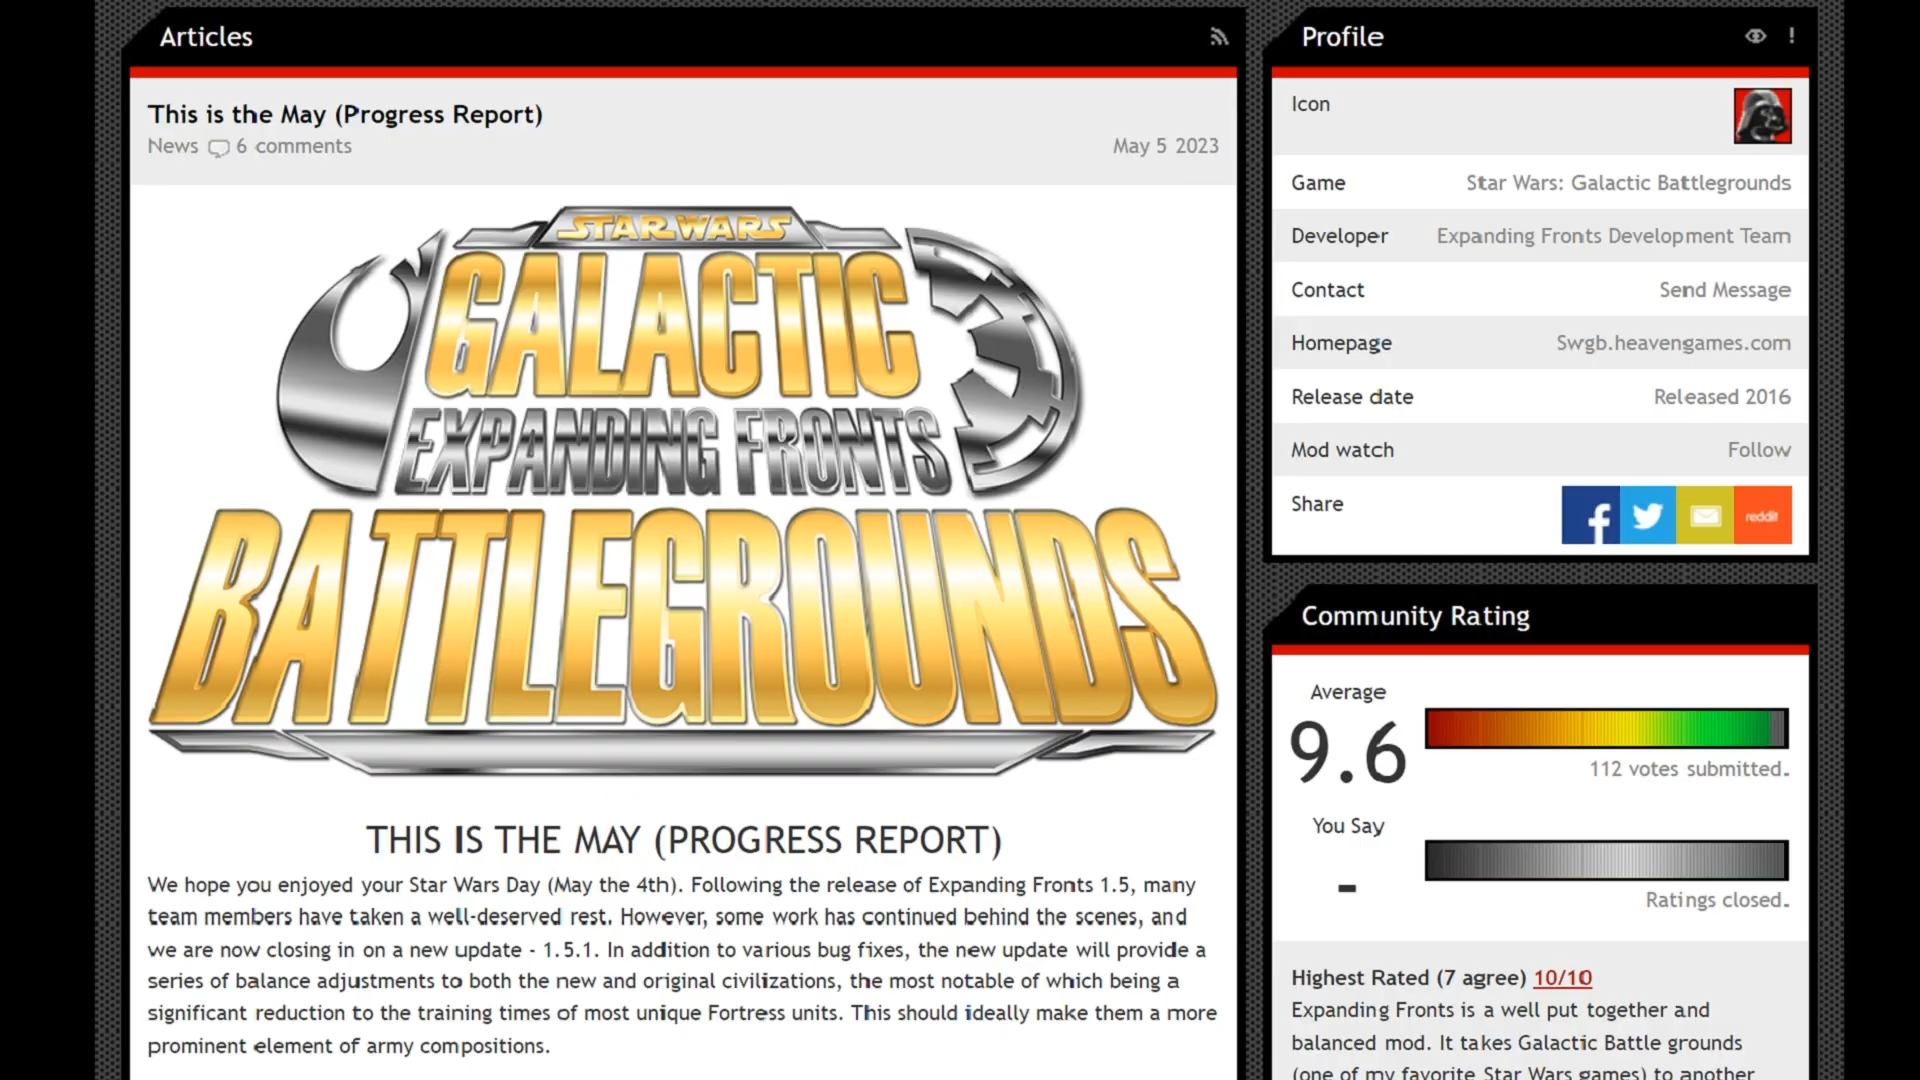 Articles
This is the May (Progress Report)
News 6 comments May 5 2023
STAR WARS
GALACTIC
EXPANDING FRONTS
BATTLEGROUNDS
THIS IS THE MAY (PROGRESS REPORT)
We hope you enjoyed your Star Wars Day (May the 4th). Following the release of Expanding Fronts 1.5, many
team members have taken a well-deserved rest. However, some work has continued behind the scenes, and
we are now closing in on a new update - 1.5.1. In addition to various bug fixes, the new update will provide a
series of balance adjustments to both the new and original civilizations, the most notable of which being a
significant reduction to the training times of most unique Fortress units. This should ideally make them a more
prominent element of army compositions.
Profile
Icon
Game Star Wars: Galactic Battlegrounds
Developer Expanding Fronts Development Team
Contact Send Message
Homepage Swgb.heavengames.com
Release date Released 2016
Mod watch Follow
Share
reddit
Community Rating
Average
9.6
112 votes submitted.
You Say
-
Ratings closed.
Highest Rated (7 agree) 10/10
Expanding Fronts is a well put together and
balanced mod. It takes Galactic Battle grounds
(one of my favorite Star Wars games) to another